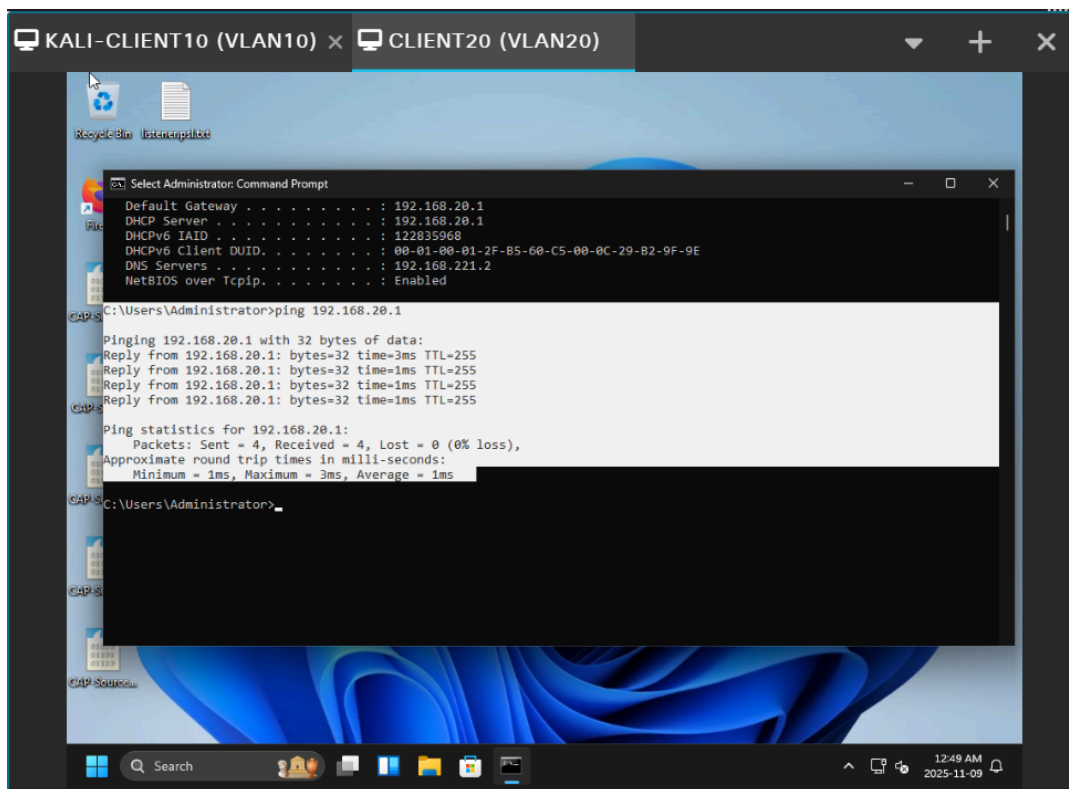 KALI-CLIENT10 (VLAN10)
CLIENT20 (VLAN20)
Recycle Bin
Select Administrator: Command Prompt
Default Gateway . . . . . . . . . : 192.168.20.1
DHCP Server . . . . . . . . . . . : 192.168.20.1
DHCPv6 IAID . . . . . . . . . . . : 122835968
DHCPv6 Client DUID. . . . . . . . : 00-01-00-01-2F-B5-60-C5-00-0C-29-B2-9F-9E
DNS Servers . . . . . . . . . . . : 192.168.221.2
NetBIOS over Tcpip. . . . . . . . : Enabled
C:\Users\Administrator>ping 192.168.20.1
Pinging 192.168.20.1 with 32 bytes of data:
Reply from 192.168.20.1: bytes=32 time=3ms TTL=255
Reply from 192.168.20.1: bytes=32 time=1ms TTL=255
Reply from 192.168.20.1: bytes=32 time=1ms TTL=255
Reply from 192.168.20.1: bytes=32 time=1ms TTL=255
Ping statistics for 192.168.20.1:
Packets: Sent = 4, Received = 4, Lost = 0 (0% loss),
Approximate round trip times in milli-seconds:
Minimum = 1ms, Maximum = 3ms, Average = 1ms
C:\Users\Administrator>
CAP-Source...
Search
12:49 AM
2025-11-09